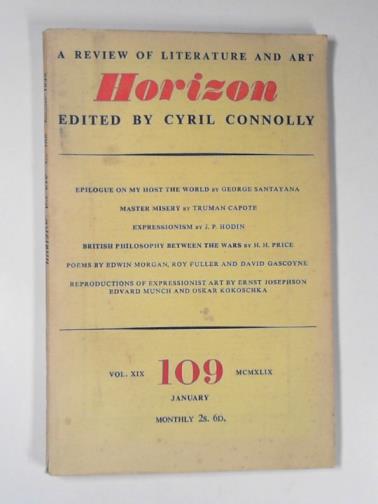 A REVIEW OF LITERATURE AND ART
Horizon
EDITED BY CYRIL CONNOLLY
EPILOGUE ON MY HOST THE WORLD BY GEORGE SANTAYANA
MASTER MISERY BY TRUMAN CAPOTE
EXPRESSIONISM BY J. P. HODIN
BRITISH PHILOSOPHY BETWEEN THE WARS BY H. H. PRICE
POEMS BY EDWIN MORGAN, ROY FULLER AND DAVID GASCOYNE
REPRODUCTIONS OF EXPRESSIONIST ART BY ERNST JOSEPHSON
EDVARD MUNCH AND OSKAR KOKOSCHKA
VOL. XIX 109 MCMXLIX
JANUARY
MONTHLY 2s. 6D.